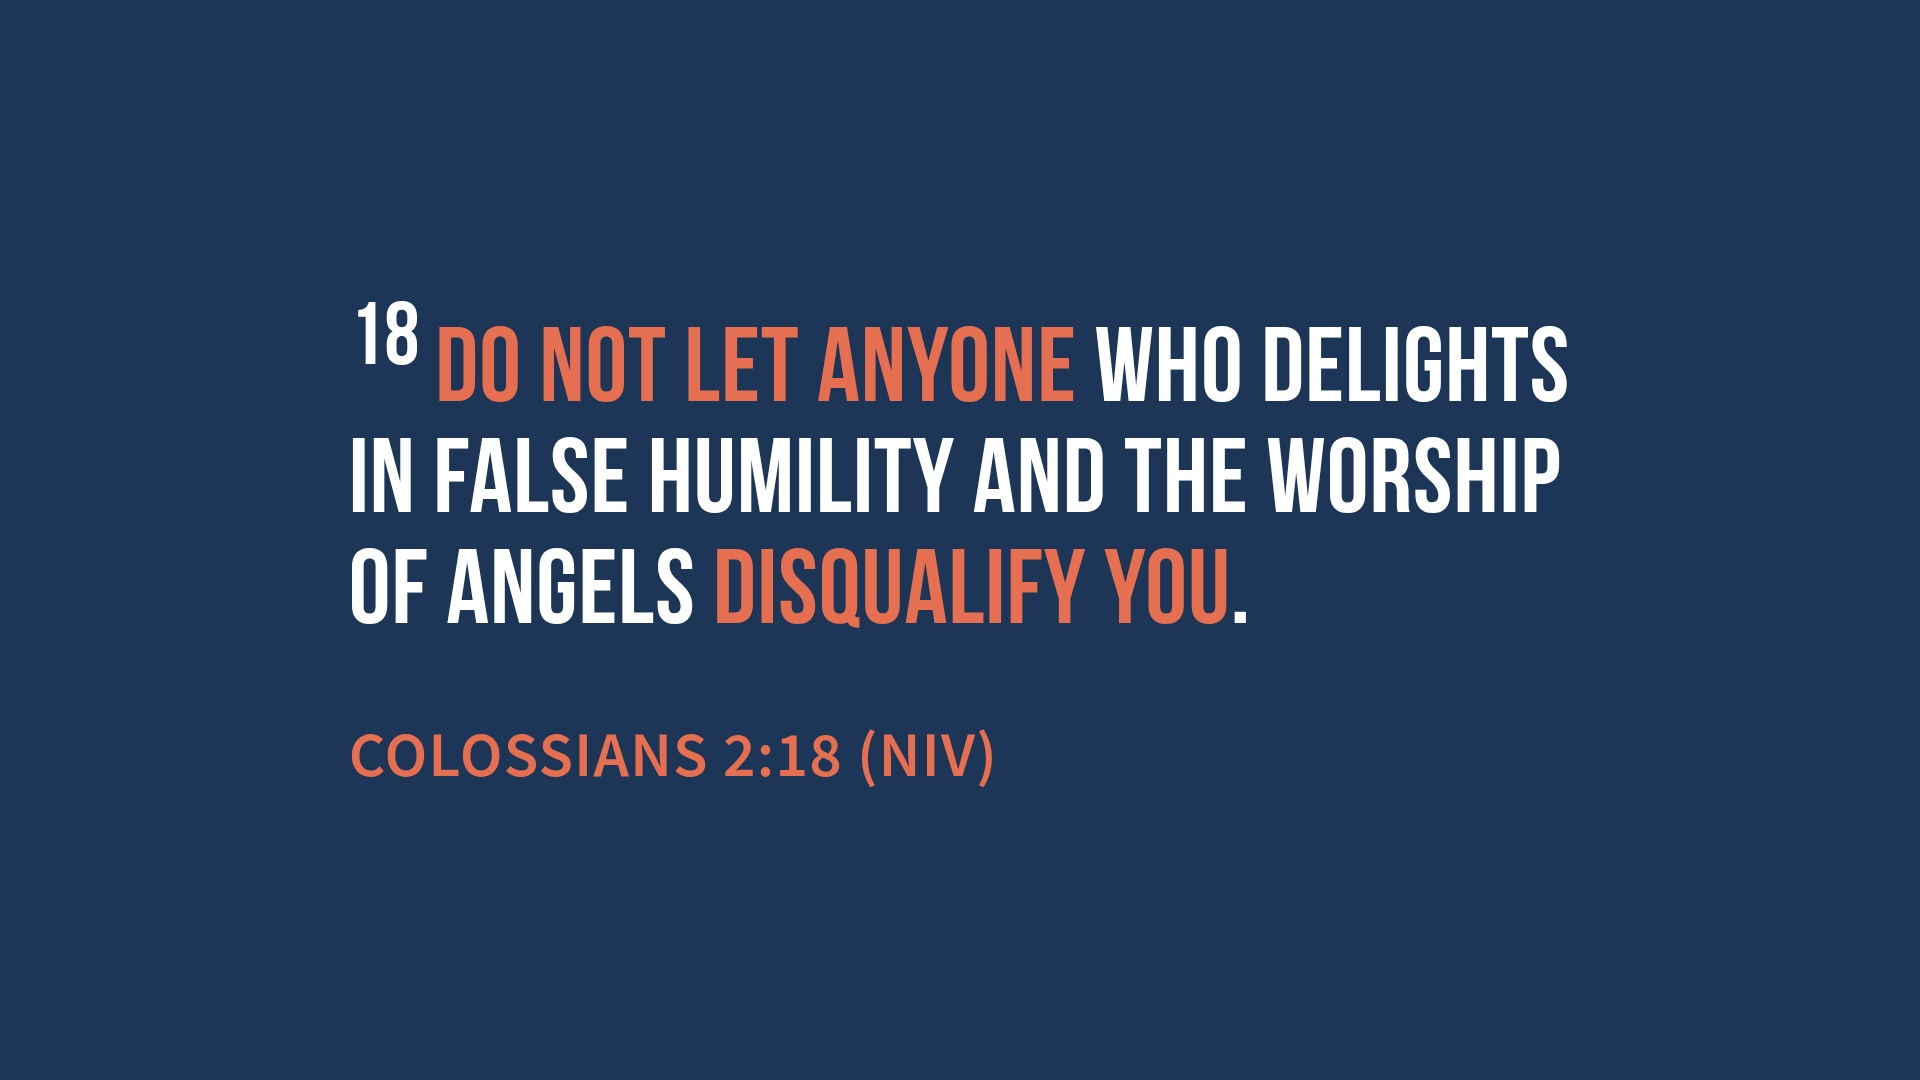 18 DO NOT LET ANYONE WHO DELIGHTS
IN FALSE HUMILITY AND THE WORSHIP
OF ANGELS DISQUALIFY YOU.
COLOSSIANS 2:18 (NIV)